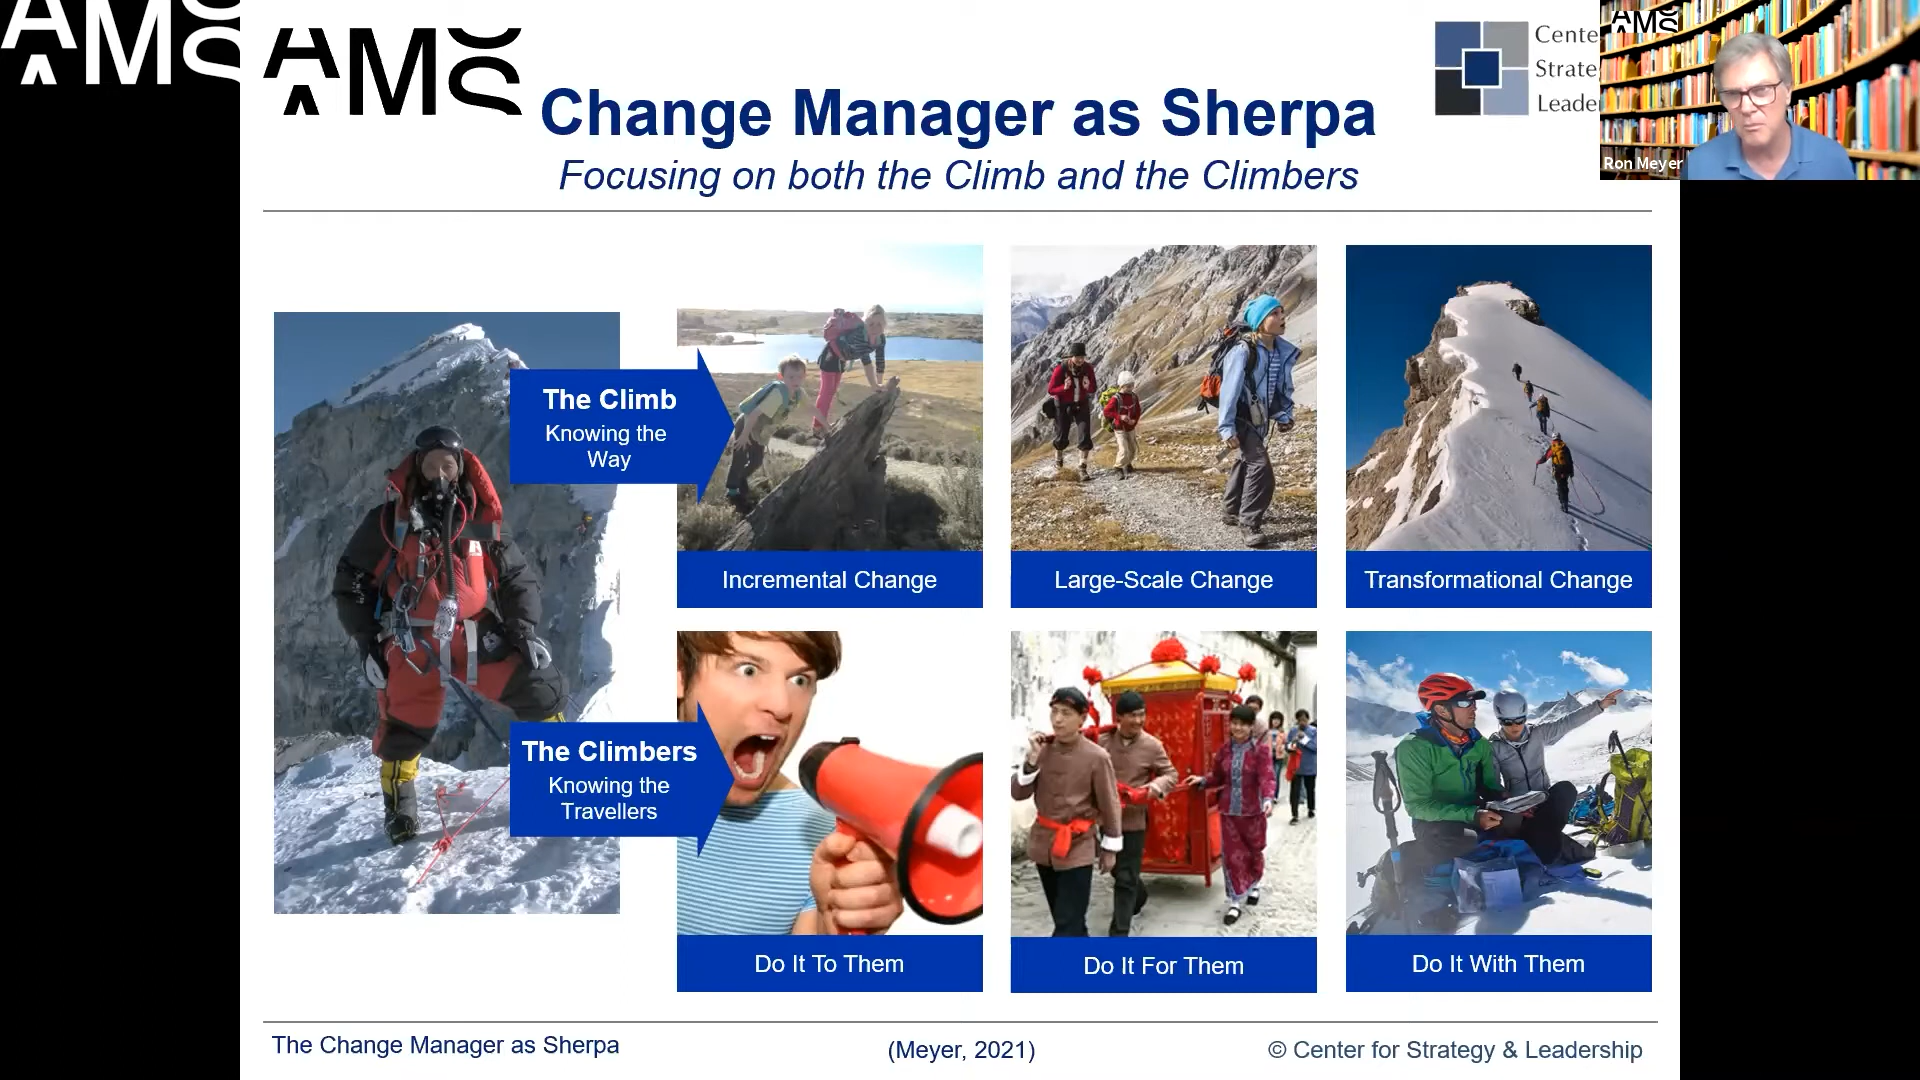 AMS
AMS
AMS
Change Manager as Sherpa
Focusing on both the Climb and the Climbers
Cente
Strate
Leade
Ron Meyer
The Climb
Knowing the
Way
Incremental Change
Large-Scale Change
Transformational Change
The Climbers
Knowing the
Travellers
Do It To Them
Do It For Them
Do It With Them
The Change Manager as Sherpa
(Meyer, 2021)
© Center for Strategy & Leadership